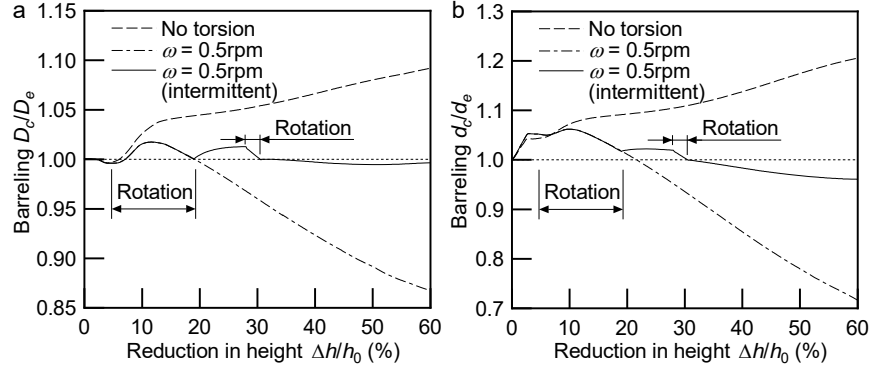 a
1.15
1.10
1.05
1.00
0.95
0.90
0.85
Barreling Dc/De
No torsion
ω = 0.5rpm
ω = 0.5rpm
(intermittent)
Rotation
Rotation
0 10 20 30 40 50 60
Reduction in height Δh/h0 (%)
b
1.3
1.2
1.1
1.0
0.9
0.8
0.7
Barreling dc/de
No torsion
ω = 0.5rpm
ω = 0.5rpm
(intermittent)
Rotation
Rotation
0 10 20 30 40 50 60
Reduction in height Δh/h0 (%)